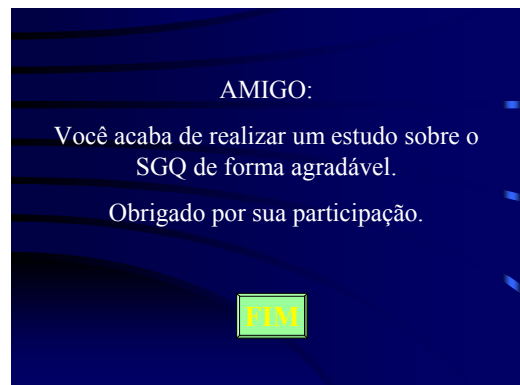 AMIGO:
Você acaba de realizar um estudo sobre o
SGQ de forma agradável.
Obrigado por sua participação.
FIM